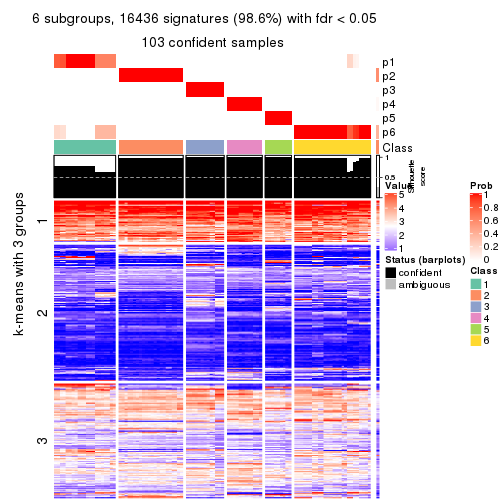 6 subgroups, 16436 signatures (98.6%) with fdr < 0.05
103 confident samples
p1
p2
p3
p4
p5
p6
Class
1
0.5
Silhouette
score
k-means with 3 groups
1
2
3
Value
5
4
3
2
1
Status (barplots)
confident
ambiguous
Prob
1
0.8
0.6
0.4
0.2
0
Class
1
2
3
4
5
6